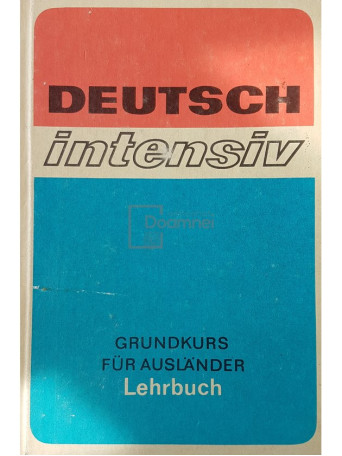 DEUTSCH
intensiv
GRUNDKURS
FÜR AUSLÄNDER
Lehrbuch